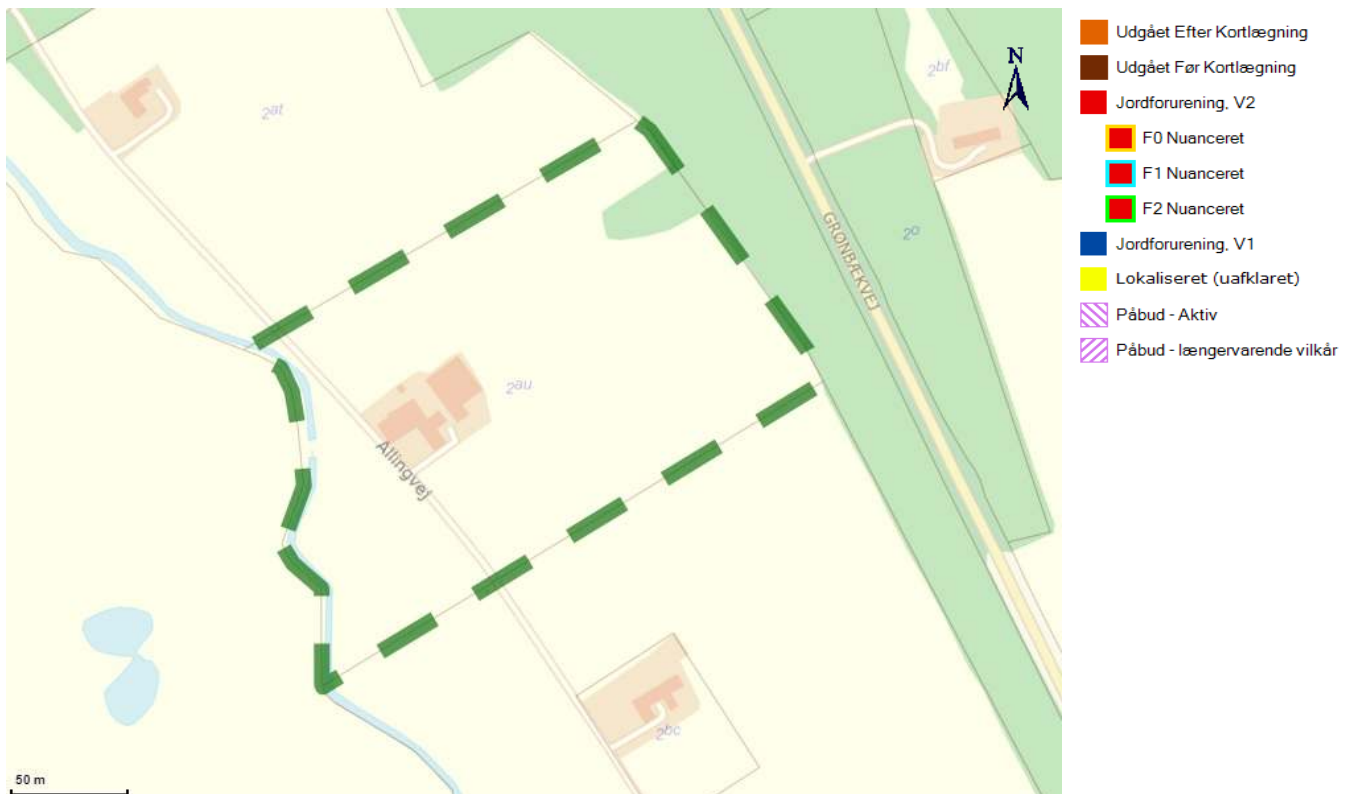 2at
2bf
N
2o
GRØNBÆKVEJ
2au
Allingvej
2bc
50 m
Udgået Efter Kortlægning
Udgået Før Kortlægning
Jordforurening, V2
F0 Nuanceret
F1 Nuanceret
F2 Nuanceret
Jordforurening, V1
Lokaliseret (uafklaret)
Påbud - Aktiv
Påbud - længervarende vilkår